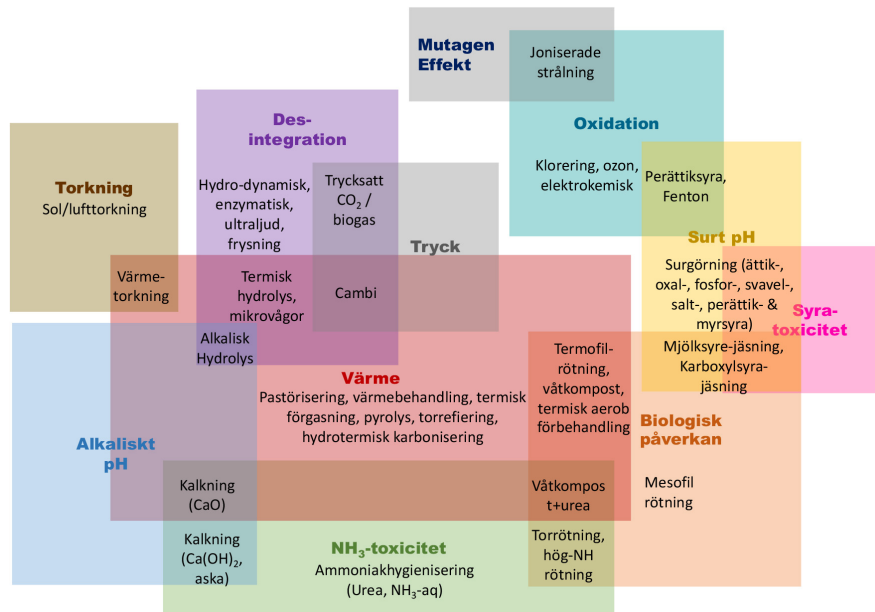 Mutagen
Effekt
Joniserade
strålning
Des-
integration
Oxidation
Torkning
Sol/lufttorkning
Hydro-dynamisk,
enzymatisk,
ultraljud,
frysning
Trycksatt
CO₂ /
biogas
Klorering, ozon,
elektrokemisk
Perättiksyra,
Fenton
Tryck
Surt pH
Värme-
torkning
Termisk
hydrolys,
mikrovågor
Cambi
Surgörning (ättik-,
oxal-, fosfor-, svavel-,
salt-, perättik- &
myrsyra)
Syra-
toxicitet
Alkalisk
Hydrolys
Värme
Pastörisering, värmebehandling, termisk
förgasning, pyrolys, torrefiering,
hydrotermisk karbonisering
Termofil-
rötning,
våtkompost,
termisk aerob
förbehandling
Mjölksyre-jäsning,
Karboxylsyra-
jäsning
Biologisk
påverkan
Alkaliskt
pH
Kalkning
(CaO)
Våtkompos
t+urea
Mesofil
rötning
Kalkning
(Ca(OH)₂,
aska)
NH₃-toxicitet
Ammoniakhygienisering
(Urea, NH₃-aq)
Torrötning,
hög-NH
rötning